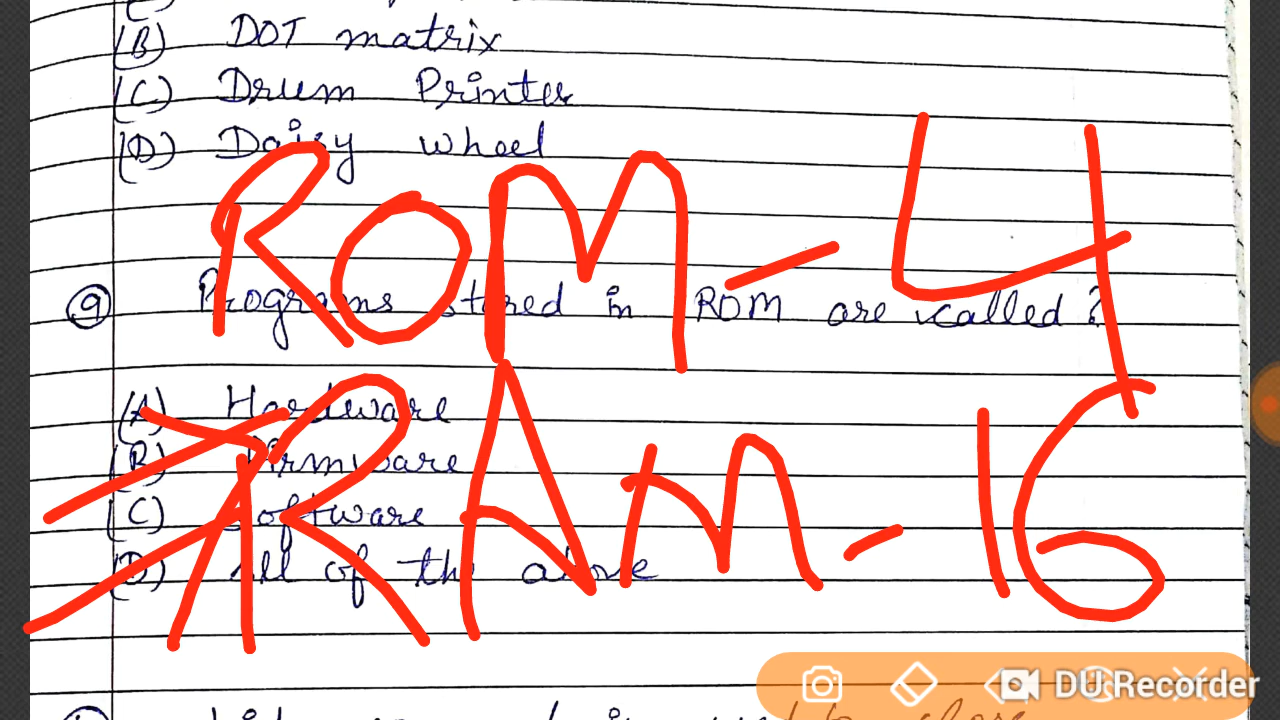 (B) DOT matrix
(C) Drum Printer
(D) Daisy wheel
ROM - 4
(9) Programs stored in ROM are called?
(A) Hardware
(B) Firmware
(C) Software
(D) All of the above
RAM - 16
DU Recorder